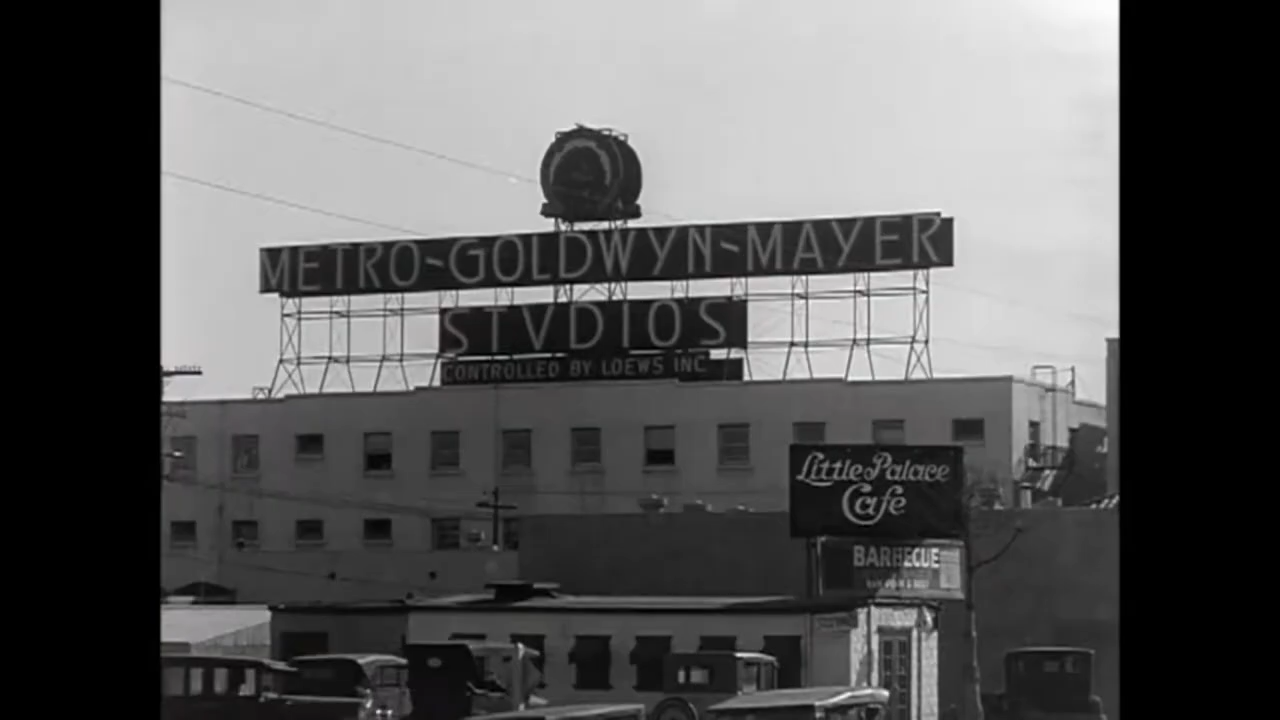 METRO-GOLDWYN-MAYER
STVDIOS
CONTROLLED BY LOEWS INC
Little Palace
Cafe
BARBECUE